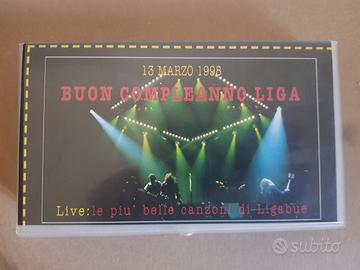 13 MARZO 1998
BUON COMPLEANNO LIGA
Live: le piu' belle canzoni di Ligabue
subito